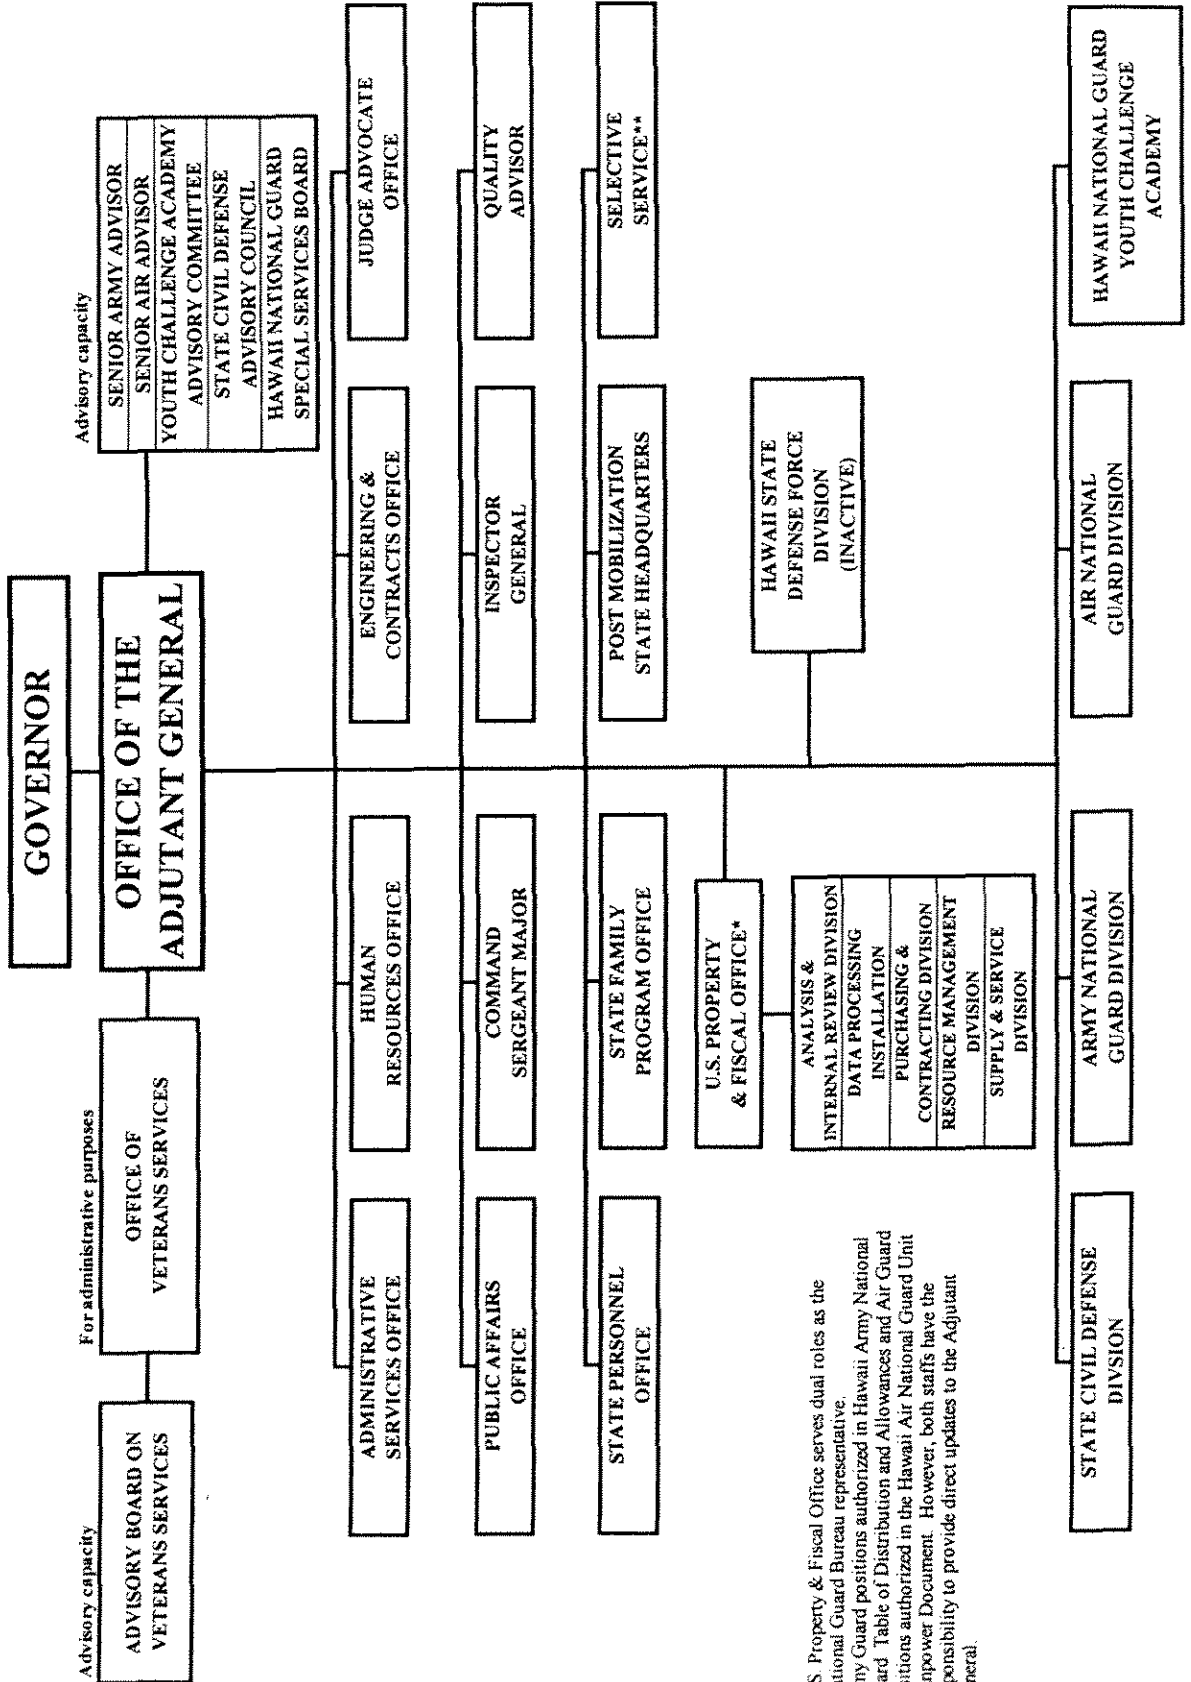 GOVERNOR
OFFICE OF THE
ADJUTANT GENERAL
Advisory capacity
ADVISORY BOARD ON
VETERANS SERVICES
For administrative purposes
OFFICE OF
VETERANS SERVICES
Advisory capacity
SENIOR ARMY ADVISOR
SENIOR AIR ADVISOR
YOUTH CHALLENGE ACADEMY
ADVISORY COMMITTEE
STATE CIVIL DEFENSE
ADVISORY COUNCIL
HAWAII NATIONAL GUARD
SPECIAL SERVICES BOARD
ADMINISTRATIVE
SERVICES OFFICE
HUMAN
RESOURCES OFFICE
ENGINEERING &
CONTRACTS OFFICE
JUDGE ADVOCATE
OFFICE
PUBLIC AFFAIRS
OFFICE
COMMAND
SERGEANT MAJOR
INSPECTOR
GENERAL
QUALITY
ADVISOR
STATE PERSONNEL
OFFICE
STATE FAMILY
PROGRAM OFFICE
POST MOBILIZATION
STATE HEADQUARTERS
SELECTIVE
SERVICE**
U.S. PROPERTY
& FISCAL OFFICE*
ANALYSIS &
INTERNAL REVIEW DIVISION
DATA PROCESSING
INSTALLATION
PURCHASING &
CONTRACTING DIVISION
RESOURCE MANAGEMENT
DIVISION
SUPPLY & SERVICE
DIVISION
HAWAII STATE
DEFENSE FORCE
DIVISION
(INACTIVE)
S. Property & Fiscal Office serves dual roles as the
tional Guard Bureau representative.
my Guard positions authorized in Hawaii Army National
ard Table of Distribution and Allowances and Air Guard
sitions authorized in the Hawaii Air National Guard Unit
npower Document. However, both staffs have the
ponsibility to provide direct updates to the Adjutant
neral.
STATE CIVIL DEFENSE
DIVSION
ARMY NATIONAL
GUARD DIVISION
AIR NATIONAL
GUARD DIVISION
HAWAII NATIONAL GUARD
YOUTH CHALLENGE
ACADEMY